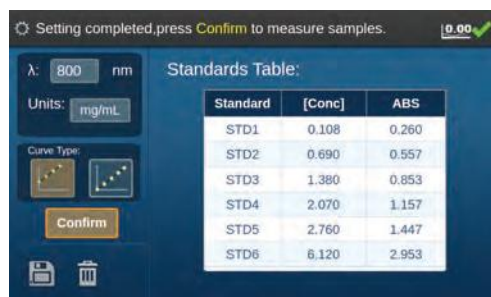 Setting completed,press Confirm to measure samples.
0.00
λ: 800 nm
Units: mg/mL
Curve Type:
Confirm
Standards Table:
Standard [Conc] ABS
STD1 0.108 0.260
STD2 0.690 0.557
STD3 1.380 0.853
STD4 2.070 1.157
STD5 2.760 1.447
STD6 6.120 2.953